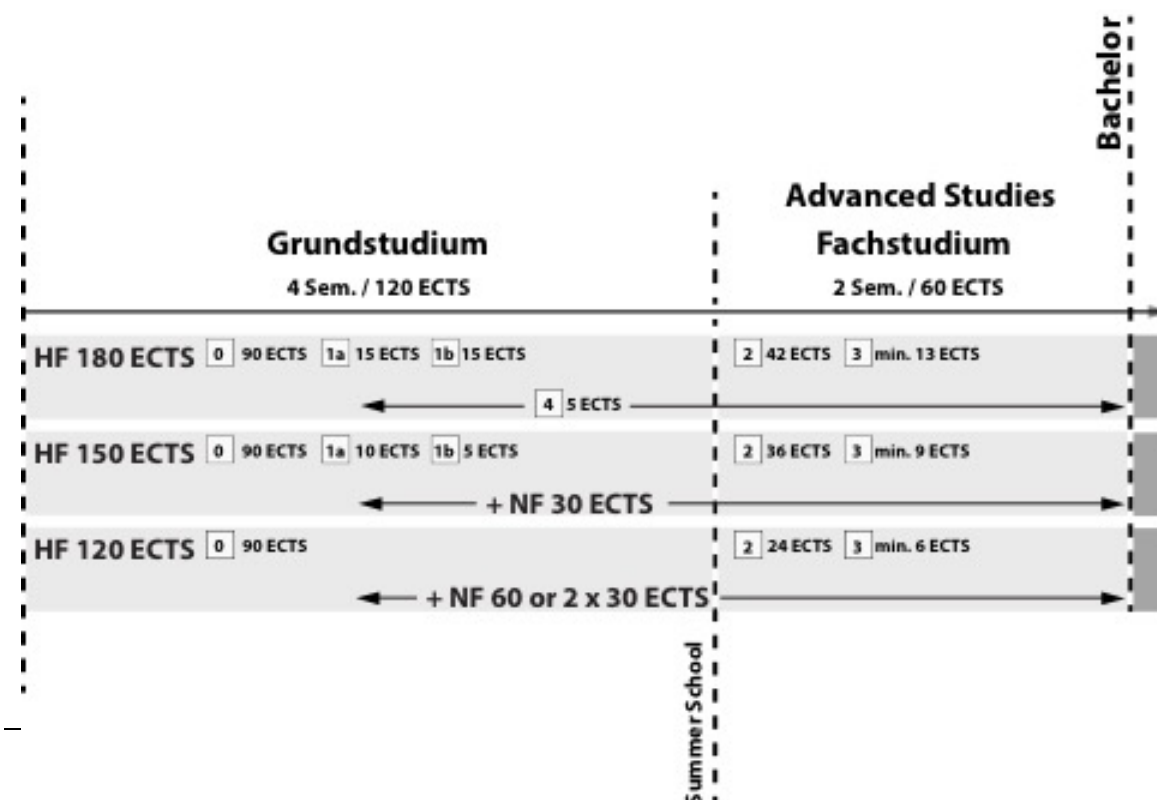 Bachelor
Advanced Studies
Grundstudium
Fachstudium
4 Sem. / 120 ECTS
2 Sem. / 60 ECTS
HF 180 ECTS 0 90 ECTS 1a 15 ECTS 1b 15 ECTS 2 42 ECTS 3 min. 13 ECTS
4 5 ECTS
HF 150 ECTS 0 90 ECTS 1a 10 ECTS 1b 5 ECTS 2 36 ECTS 3 min. 9 ECTS
+ NF 30 ECTS
HF 120 ECTS 0 90 ECTS 2 24 ECTS 3 min. 6 ECTS
+ NF 60 or 2 x 30 ECTS
Summer School